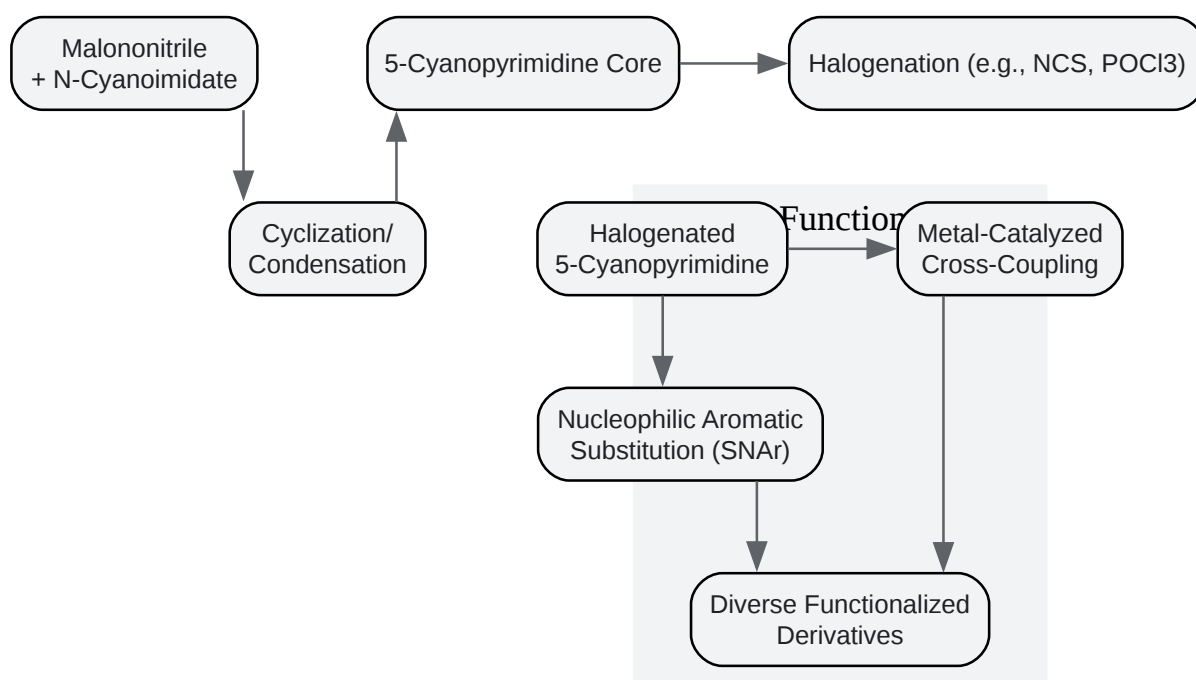 Malononitrile
+ N-Cyanoimidate
5-Cyanopyrimidine Core
Halogenation (e.g., NCS, POCl3)
Cyclization/
Condensation
Halogenated
5-Cyanopyrimidine
Function
Metal-Catalyzed
Cross-Coupling
Nucleophilic Aromatic
Substitution (SNAr)
Diverse Functionalized
Derivatives